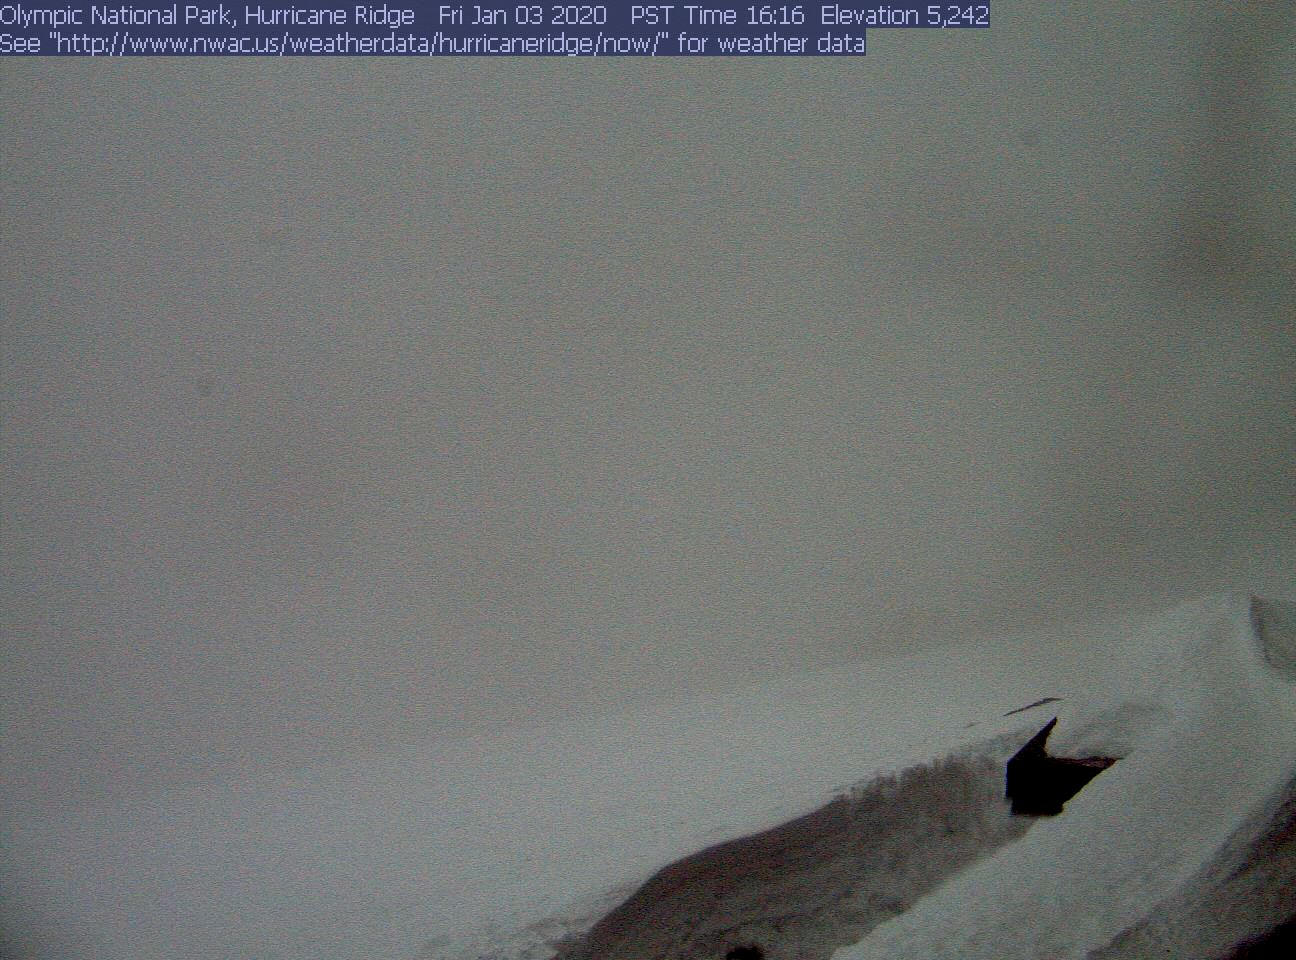 Olympic National Park, Hurricane Ridge Fri Jan 03 2020 PST Time 16:16 Elevation 5,242
See "http://www.nwac.us/weatherdata/hurricaneridge/now/" for weather data